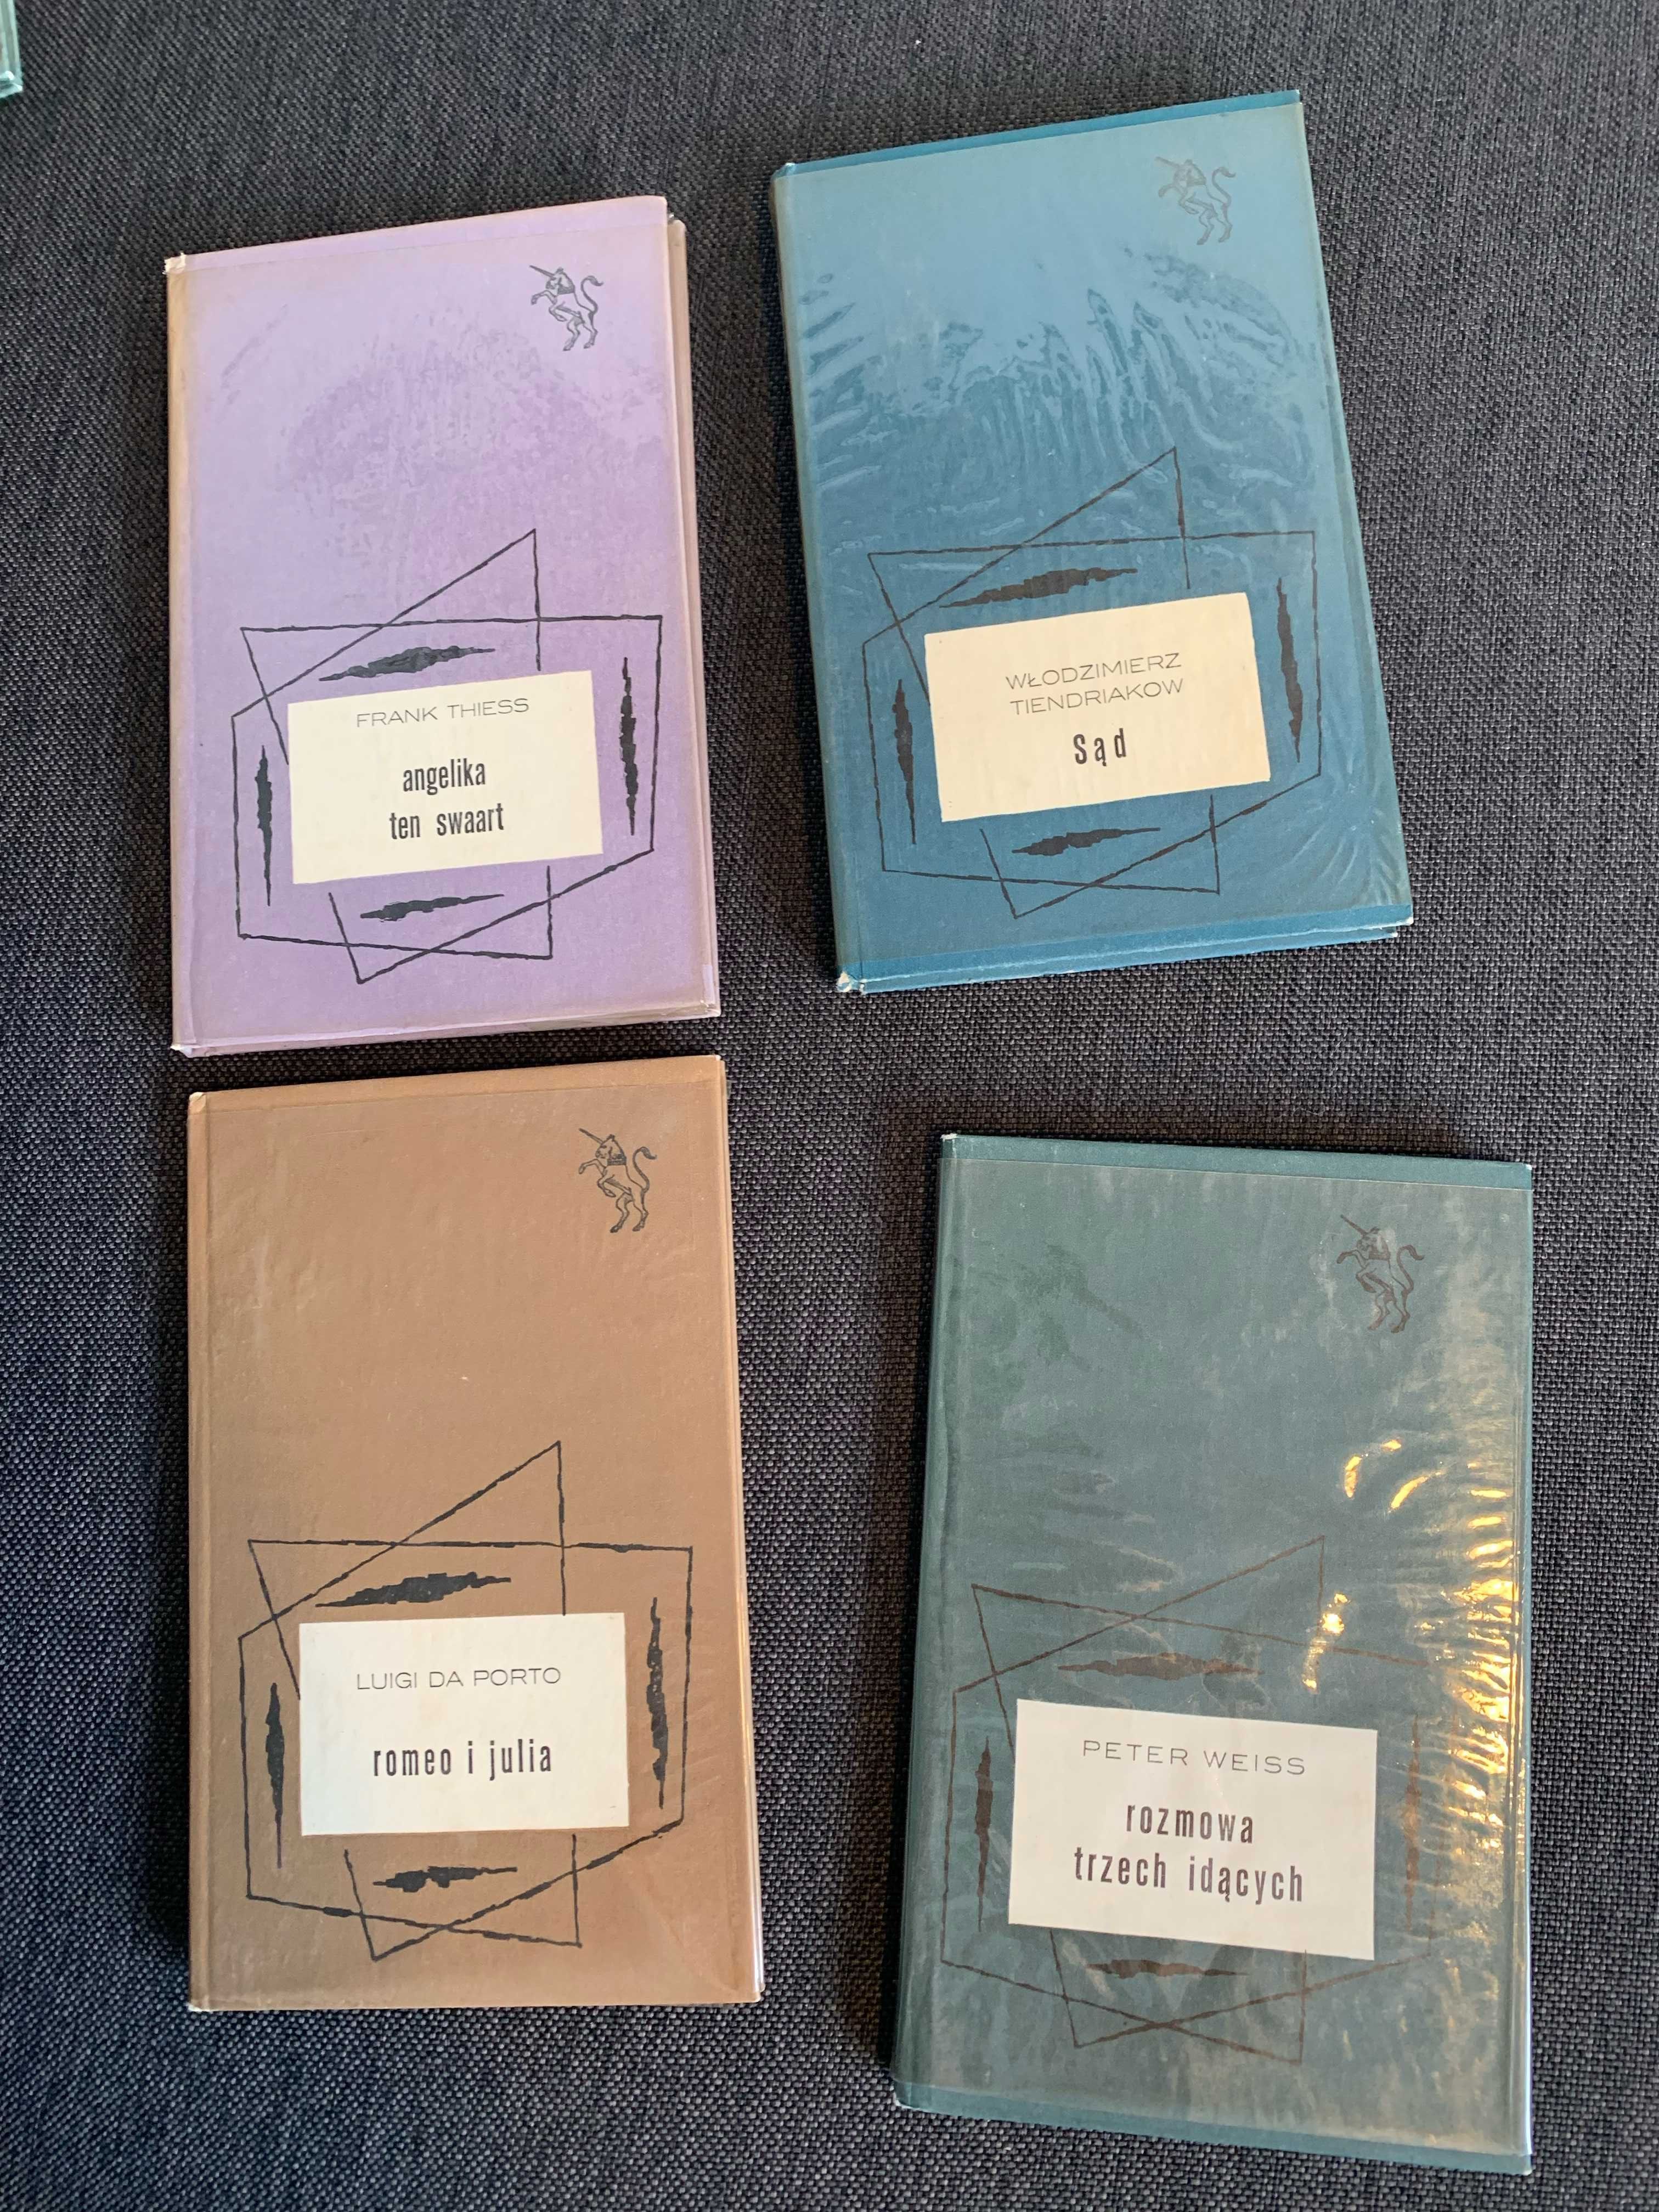 FRANK THIESS
angelika
ten swaart
WŁODZIMIERZ
TIENDRIAKOW
Sąd
LUIGI DA PORTO
romeo i julia
PETER WEISS
rozmowa
trzech idących